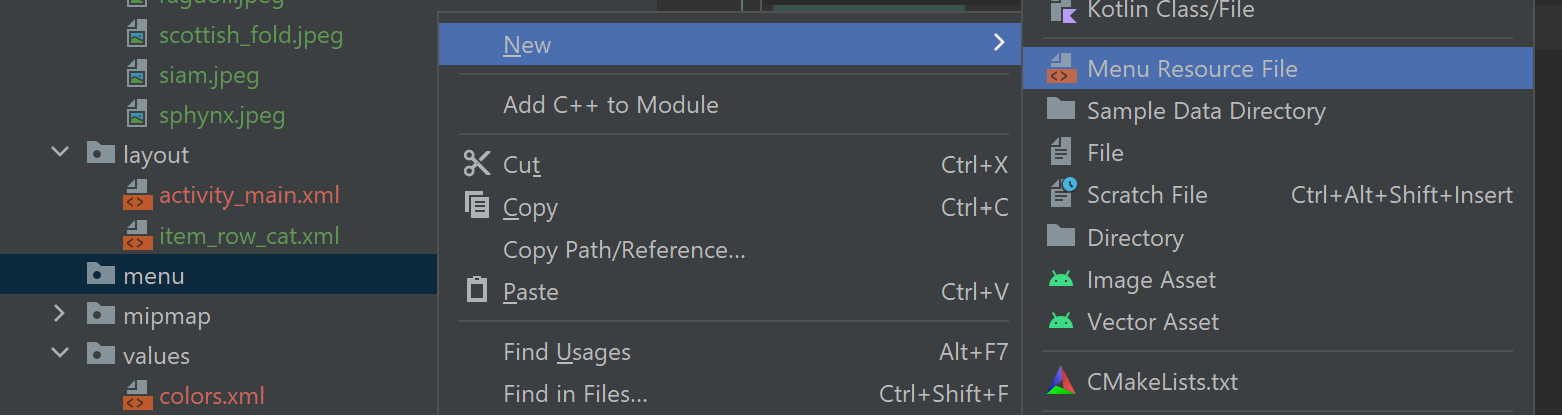 ragdoll.jpeg
scottish_fold.jpeg
siam.jpeg
sphynx.jpeg
layout
activity_main.xml
item_row_cat.xml
menu
mipmap
values
colors.xml
New
Add C++ to Module
Cut Ctrl+X
Copy Ctrl+C
Copy Path/Reference...
Paste Ctrl+V
Find Usages Alt+F7
Find in Files... Ctrl+Shift+F
Kotlin Class/File
Menu Resource File
Sample Data Directory
File
Scratch File Ctrl+Alt+Shift+Insert
Directory
Image Asset
Vector Asset
CMakeLists.txt